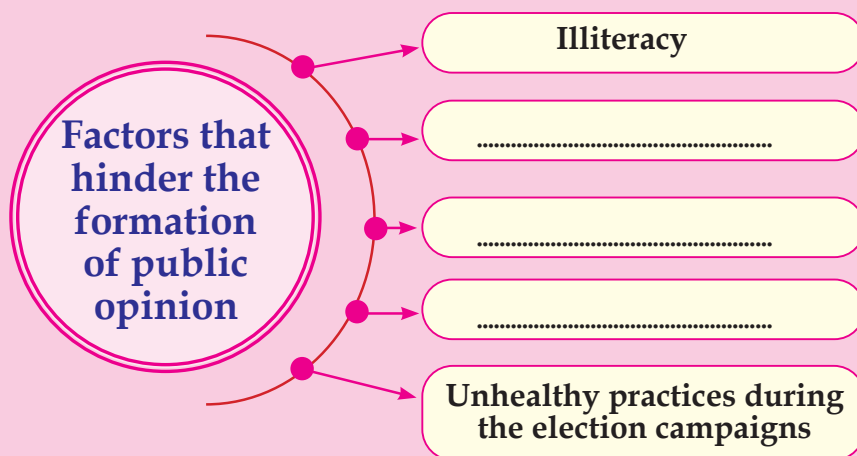 Factors that
hinder the
formation
of public
opinion
Illiteracy
.....................................................
.....................................................
.....................................................
Unhealthy practices during
the election campaigns